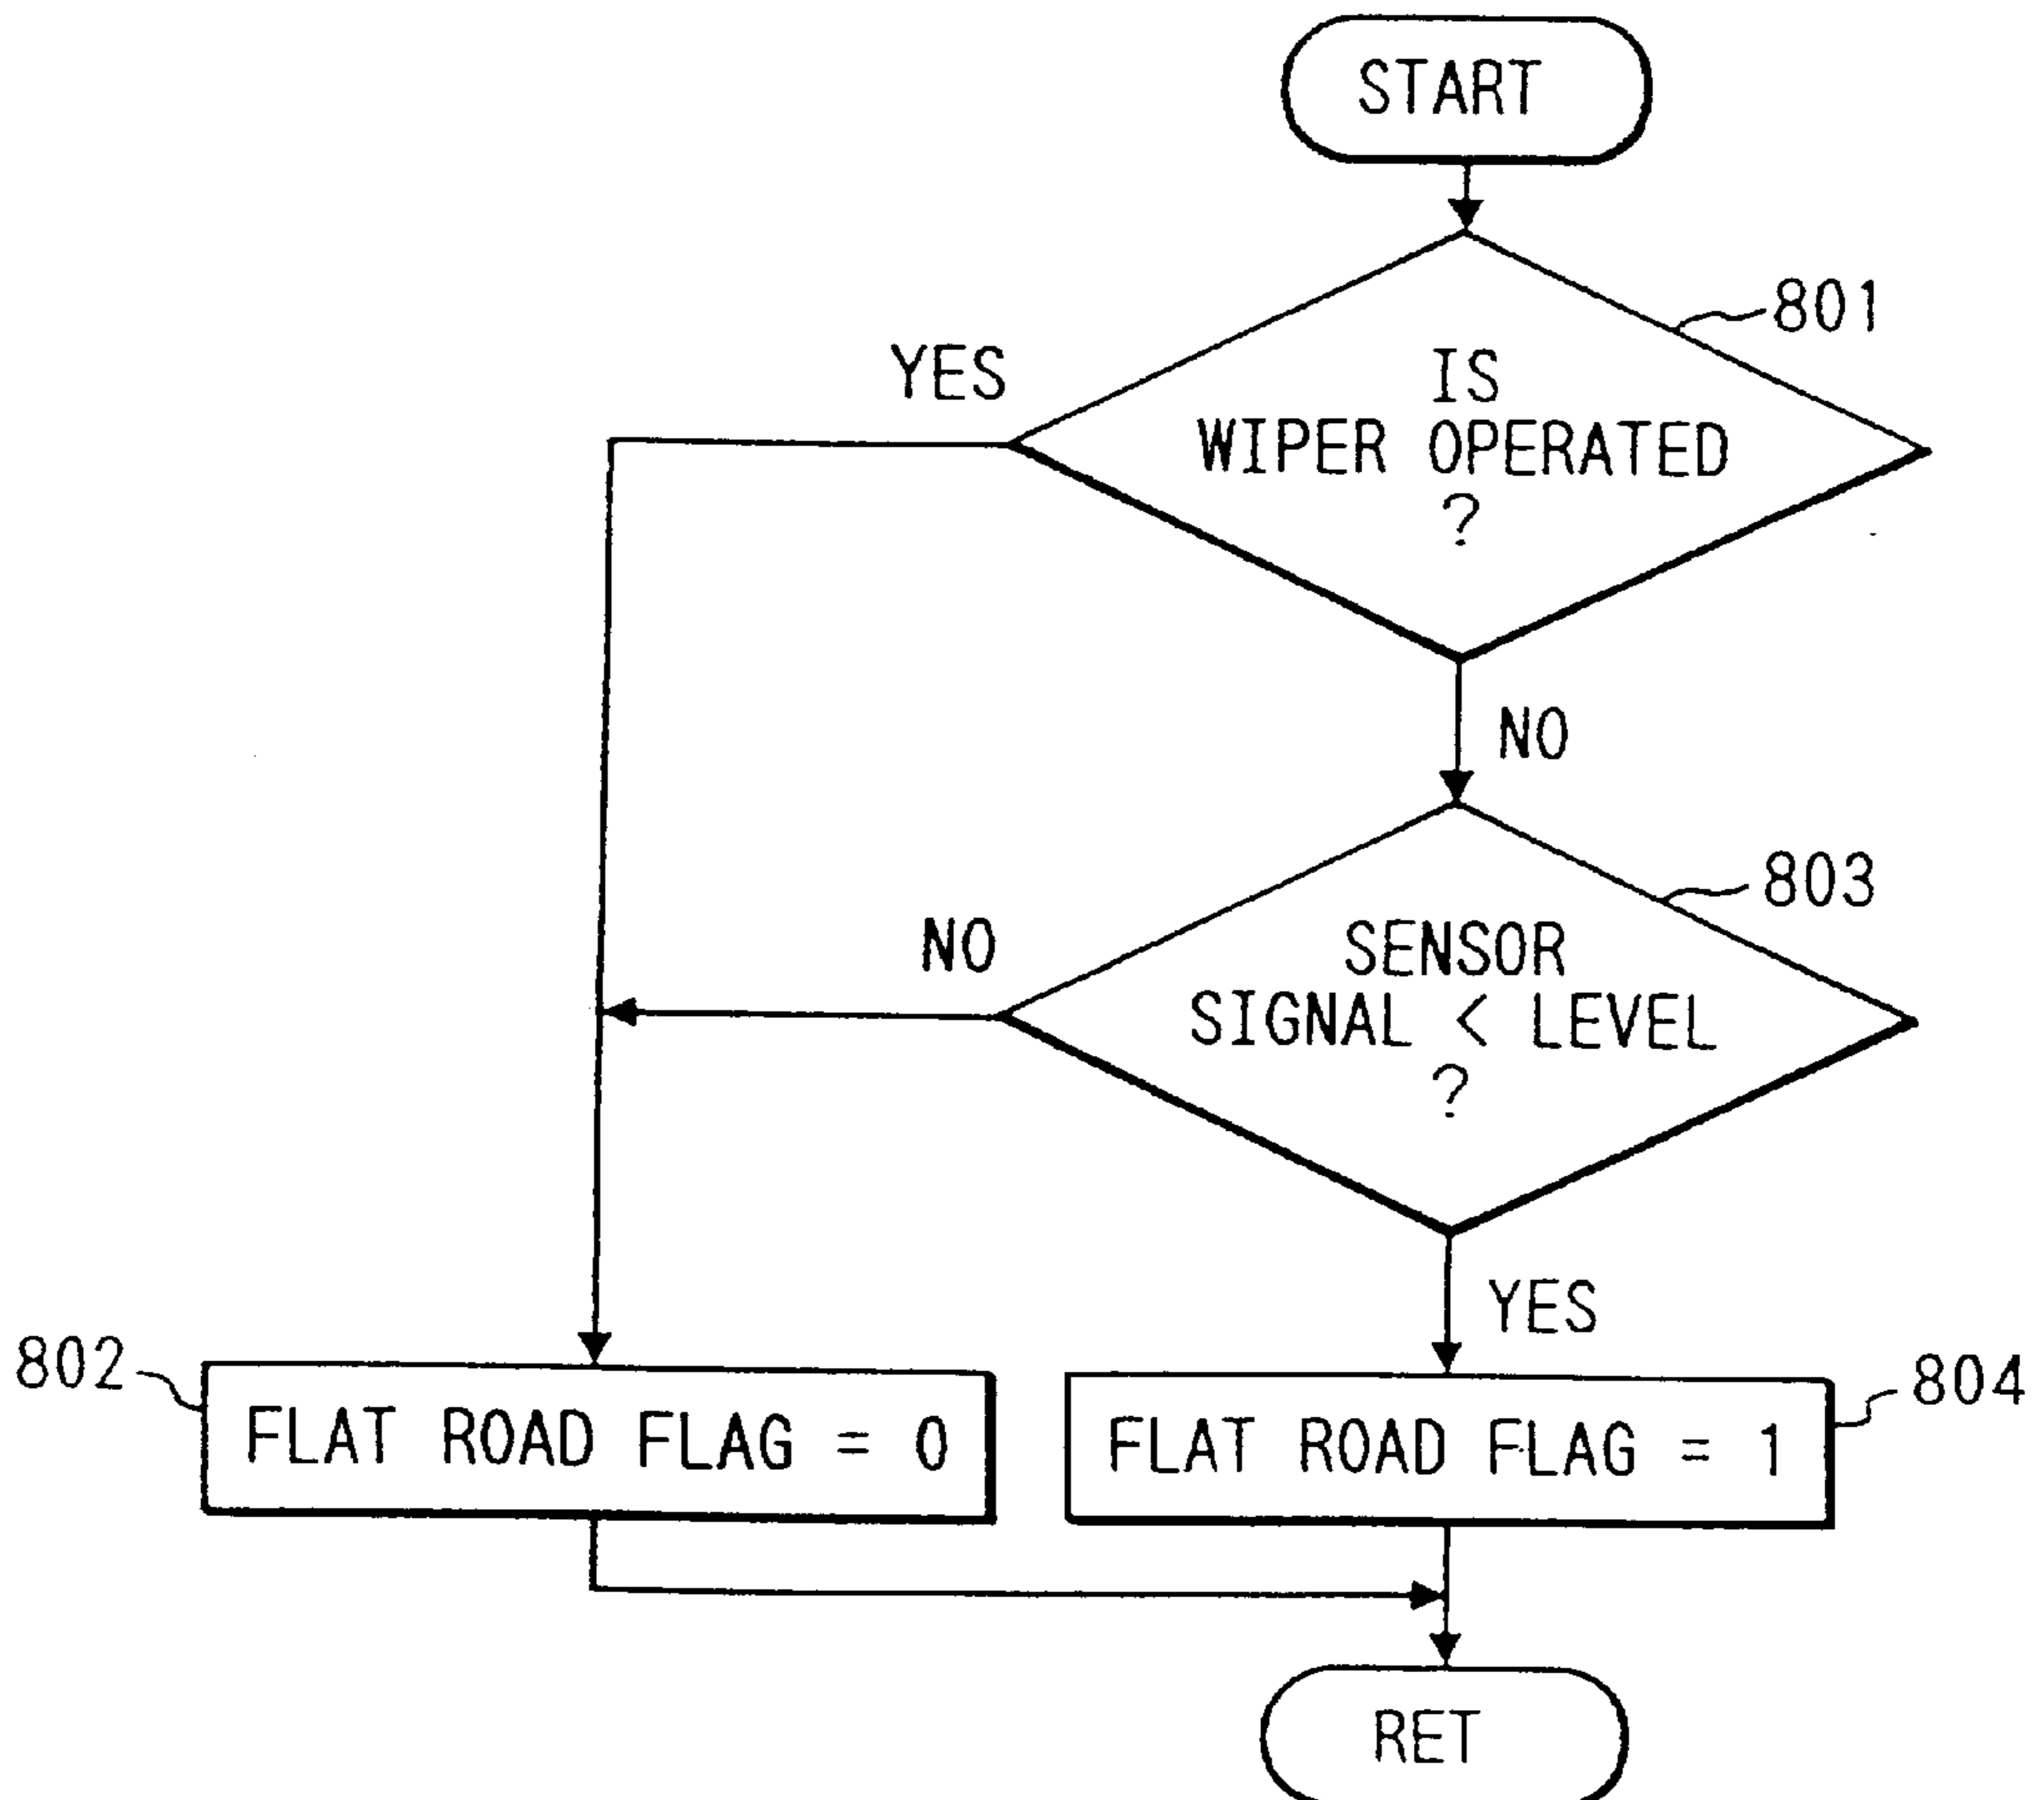 START
801
YES
IS
WIPER OPERATED
?
NO
803
NO
SENSOR
SIGNAL < LEVEL
?
YES
802
FLAT ROAD FLAG = 0
804
FLAT ROAD FLAG = 1
RET